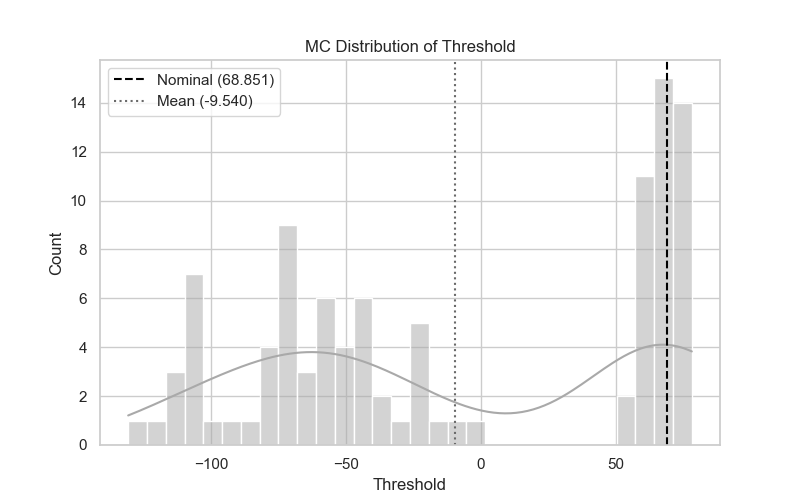 MC Distribution of Threshold
Nominal (68.851)
Mean (-9.540)
Count
14
12
10
8
6
4
2
0
−100
−50
0
50
Threshold